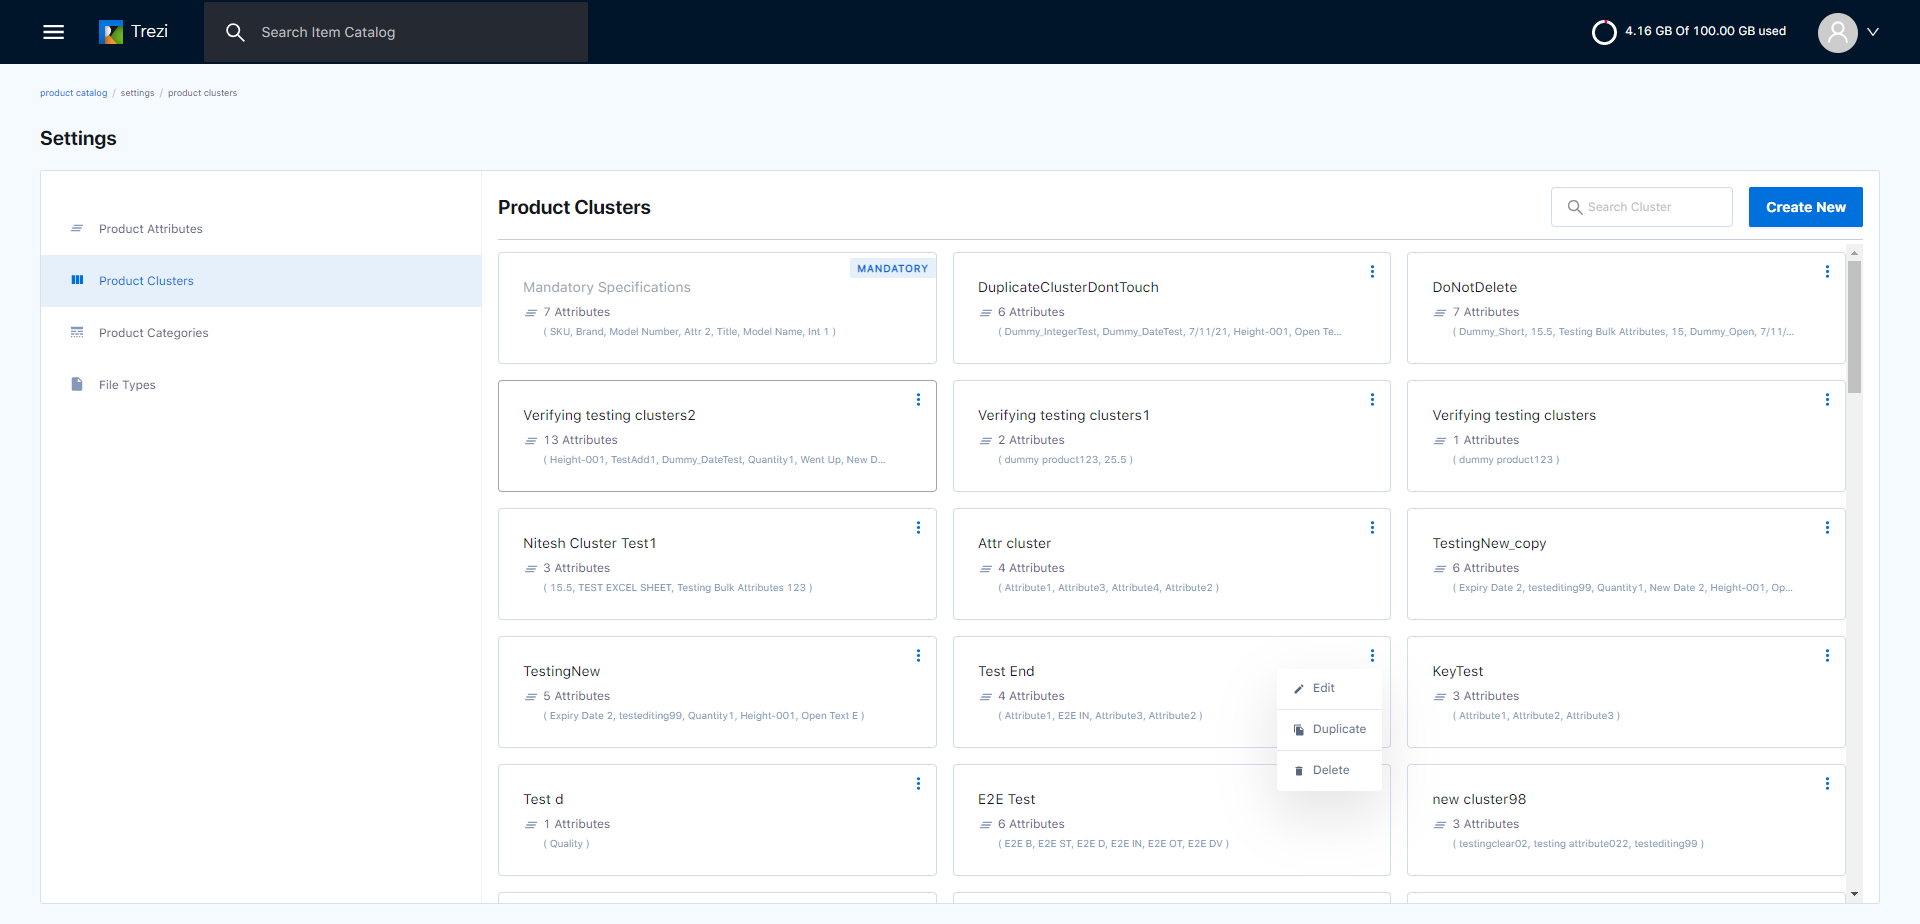 Trezi
Search Item Catalog
4.16 GB Of 100.00 GB used
product catalog / settings / product clusters
Settings
Product Attributes
Product Clusters
Product Categories
File Types
Product Clusters
Search Cluster
Create New
MANDATORY
Mandatory Specifications
7 Attributes
( SKU, Brand, Model Number, Attr 2, Title, Model Name, Int 1 )
DuplicateClusterDontTouch
6 Attributes
( Dummy_IntegerTest, Dummy_DateTest, 7/11/21, Height-001, Open Te...
DoNotDelete
7 Attributes
( Dummy_Short, 15.5, Testing Bulk Attributes, 15, Dummy_Open, 7/11/...
Verifying testing clusters2
13 Attributes
( Height-001, TestAdd1, Dummy_DateTest, Quantity1, Went Up, New D...
Verifying testing clusters1
2 Attributes
( dummy product123, 25.5 )
Verifying testing clusters
1 Attributes
( dummy product123 )
Nitesh Cluster Test1
3 Attributes
( 15.5, TEST EXCEL SHEET, Testing Bulk Attributes 123 )
Attr cluster
4 Attributes
( Attribute1, Attribute3, Attribute4, Attribute2 )
TestingNew_copy
6 Attributes
( Expiry Date 2, testediting99, Quantity1, New Date 2, Height-001, Op...
TestingNew
5 Attributes
( Expiry Date 2, testediting99, Quantity1, Height-001, Open Text E )
Test End
4 Attributes
( Attribute1, E2E IN, Attribute3, Attribute2 )
Edit
Duplicate
Delete
KeyTest
3 Attributes
( Attribute1, Attribute2, Attribute3 )
Test d
1 Attributes
( Quality )
E2E Test
6 Attributes
( E2E B, E2E ST, E2E D, E2E IN, E2E OT, E2E DV )
new cluster98
3 Attributes
( testingclear02, testing attribute022, testediting99 )